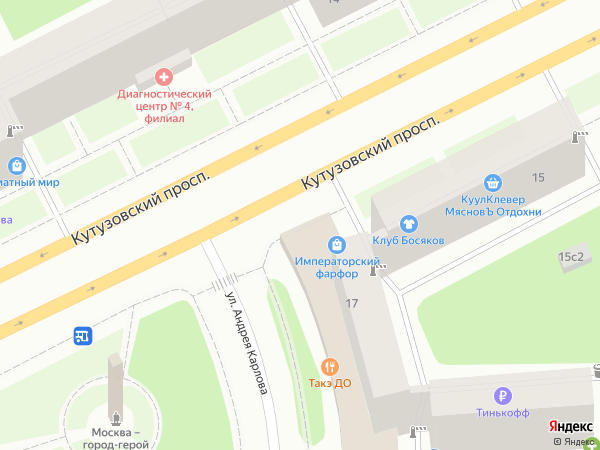 14
Диагностический
центр № 4,
филиал
Кутузовский просп.
Кутузовский просп.
15
КуулКлевер
МясновЪ Отдохни
иатный мир
ва
Клуб Босяков
Императорский
фарфор
15с2
17
ул. Андрея Карлова
Такэ ДО
Тинькофф
Москва –
город-герой
Яндекс
© Яндекс